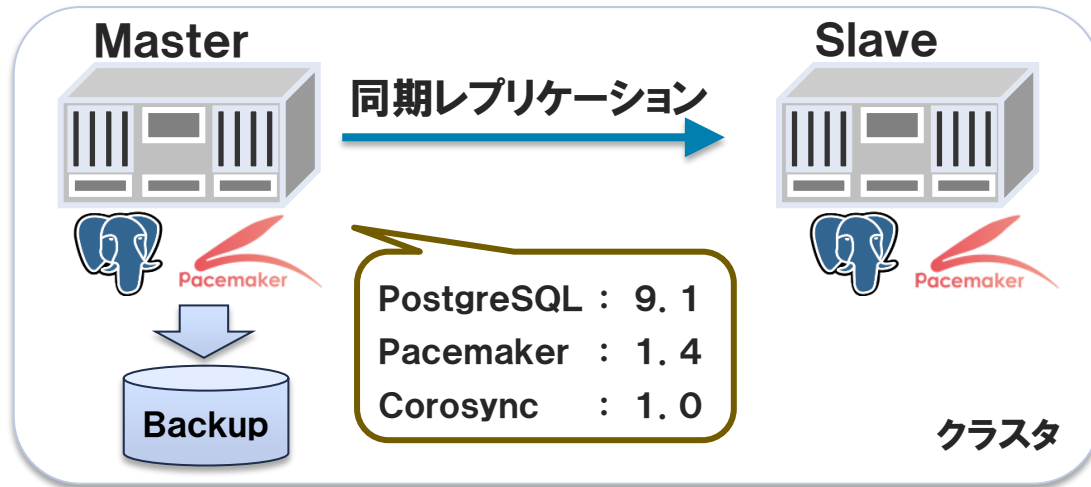 Master
Slave
同期レプリケーション
Pacemaker
Pacemaker
PostgreSQL : 9.1
Pacemaker : 1.4
Corosync : 1.0
Backup
クラスタ